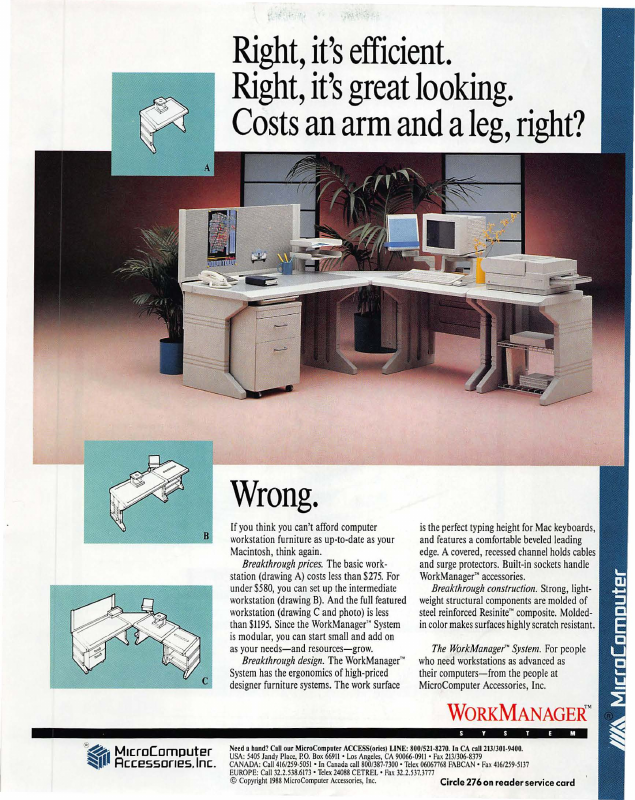 Right, it's efficient.
Right, it's great looking.
Costs an arm and a leg, right?
A
B
C
Wrong.
If you think you can't afford computer
workstation furniture as up-to-date as your
Macintosh, think again.
Breakthrough prices. The basic work-
station (drawing A) costs less than $275. For
under $580, you can set up the intermediate
workstation (drawing B). And the full featured
workstation (drawing C and photo) is less
than $1195. Since the WorkManager™ System
is modular, you can start small and add on
as your needs—and resources—grow.
Breakthrough design. The WorkManager™
System has the ergonomics of high-priced
designer furniture systems. The work surface
is the perfect typing height for Mac keyboards,
and features a comfortable beveled leading
edge. A covered, recessed channel holds cables
and surge protectors. Built-in sockets handle
WorkManager™ accessories.
Breakthrough construction. Strong, light-
weight structural components are molded of
steel reinforced Resinite™ composite. Molded-
in color makes surfaces highly scratch resistant.
The WorkManager™ System. For people
who need workstations as advanced as
their computers—from the people at
MicroComputer Accessories, Inc.
WORKMANAGER™
SYSTEM
® MicroComputer
Accessories, Inc.
Need a hand? Call our MicroComputer ACCESS(ories) LINE: 800/521-8270. In CA call 213/301-9400.
USA: 5405 Jandy Place, P.O. Box 66911 • Los Angeles, CA 90066-0911 • Fax 213/306-8379
CANADA: Call 416/259-5051 • In Canada call 800/387-7300 • Telex 06067768 FABCAN • Fax 416/259-5137
EUROPE: Call 32.2.538.6173 • Telex 24088 CETREL • Fax 32.2.537.3777
© Copyright 1988 MicroComputer Accessories, Inc.
Circle 276 on reader service card
® MicroComputer